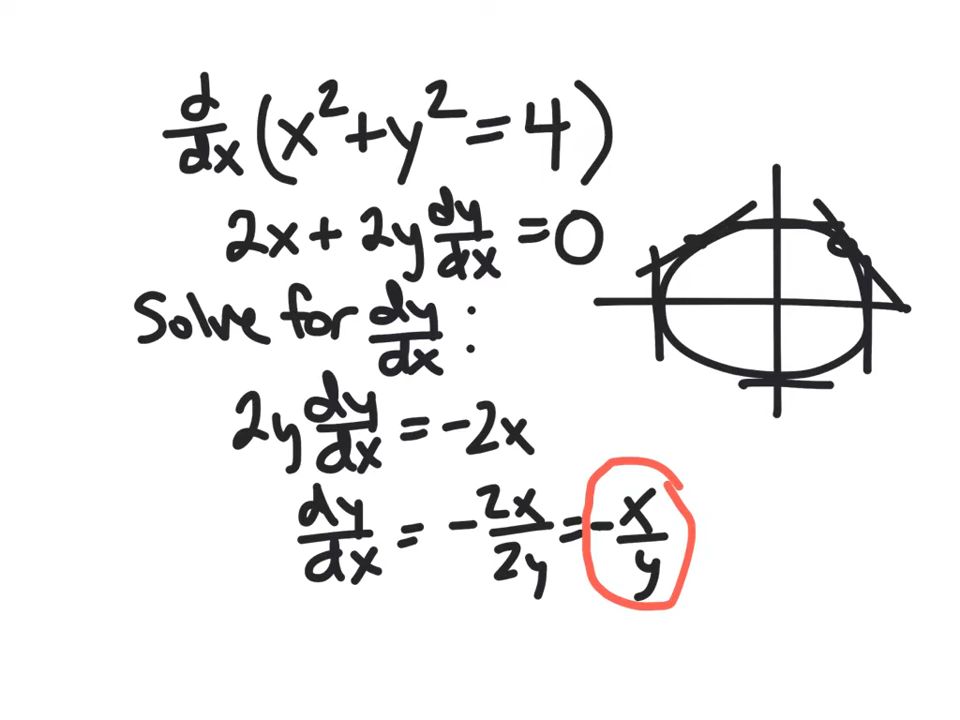 d/dx (x² + y² = 4)
2x + 2y dy/dx = 0
Solve for dy/dx :
2y dy/dx = -2x
dy/dx = - 2x/2y = - x/y